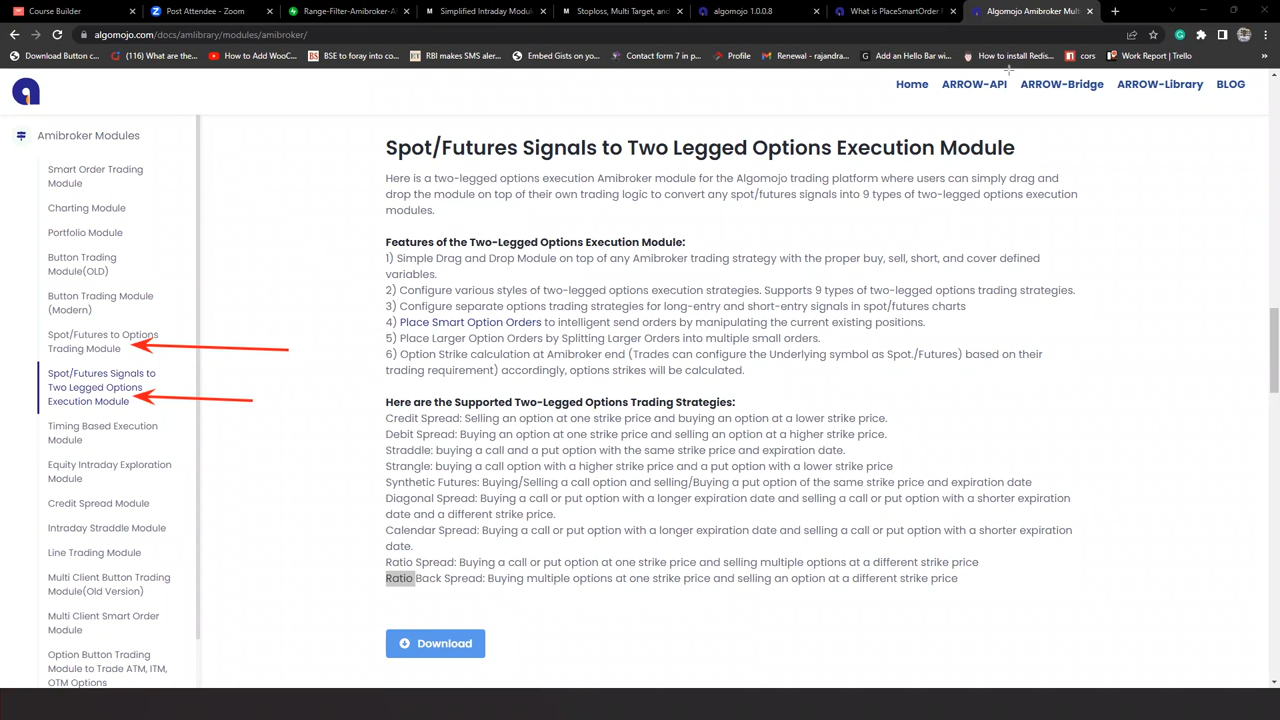 Course Builder
Post Attendee - Zoom
Range-Filter-Amibroker-A
Simplified Intraday Modu
Stoploss, Multi Target, and
algomojo 1.0.0.8
What is PlaceSmartOrder
Algomojo Amibroker Mult
algomojo.com/docs/amlibrary/modules/amibroker/
Download Button c...
(116) What are the...
How to Add WooC...
BSE to foray into co...
RBI makes SMS aler...
Embed Gists on yo...
Contact form 7 in p...
Profile
Renewal - rajandra...
Add an Hello Bar wi...
How to install Redis...
cors
Work Report | Trello
Home
ARROW-API
ARROW-Bridge
ARROW-Library
BLOG
Amibroker Modules
Smart Order Trading
Module
Charting Module
Portfolio Module
Button Trading
Module(OLD)
Button Trading Module
(Modern)
Spot/Futures to Options
Trading Module
Spot/Futures Signals to
Two Legged Options
Execution Module
Timing Based Execution
Module
Equity Intraday Exploration
Module
Credit Spread Module
Intraday Straddle Module
Line Trading Module
Multi Client Button Trading
Module(Old Version)
Multi Client Smart Order
Module
Option Button Trading
Module to Trade ATM, ITM,
OTM Options
Spot/Futures Signals to Two Legged Options Execution Module
Here is a two-legged options execution Amibroker module for the Algomojo trading platform where users can simply drag and
drop the module on top of their own trading logic to convert any spot/futures signals into 9 types of two-legged options execution
modules.
Features of the Two-Legged Options Execution Module:
1) Simple Drag and Drop Module on top of any Amibroker trading strategy with the proper buy, sell, short, and cover defined
variables.
2) Configure various styles of two-legged options execution strategies. Supports 9 types of two-legged options trading strategies.
3) Configure separate options trading strategies for long-entry and short-entry signals in spot/futures charts
4) Place Smart Option Orders to intelligent send orders by manipulating the current existing positions.
5) Place Larger Option Orders by Splitting Larger Orders into multiple small orders.
6) Option Strike calculation at Amibroker end (Trades can configure the Underlying symbol as Spot./Futures) based on their
trading requirement) accordingly, options strikes will be calculated.
Here are the Supported Two-Legged Options Trading Strategies:
Credit Spread: Selling an option at one strike price and buying an option at a lower strike price.
Debit Spread: Buying an option at one strike price and selling an option at a higher strike price.
Straddle: buying a call and a put option with the same strike price and expiration date.
Strangle: buying a call option with a higher strike price and a put option with a lower strike price
Synthetic Futures: Buying/Selling a call option and selling/Buying a put option of the same strike price and expiration date
Diagonal Spread: Buying a call or put option with a longer expiration date and selling a call or put option with a shorter expiration
date and a different strike price.
Calendar Spread: Buying a call or put option with a longer expiration date and selling a call or put option with a shorter expiration
date.
Ratio Spread: Buying a call or put option at one strike price and selling multiple options at a different strike price
Ratio Back Spread: Buying multiple options at one strike price and selling an option at a different strike price
Download